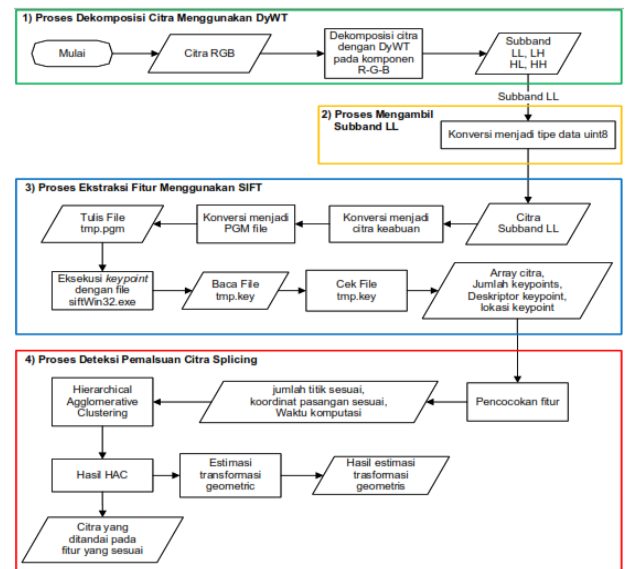 1) Proses Dekomposisi Citra Menggunakan DyWT
Mulai
Citra RGB
Dekomposisi citra
dengan DyWT
pada komponen
R-G-B
Subband
LL, LH
HL, HH
Subband LL
2) Proses Mengambil
Subband LL
Konversi menjadi tipe data uint8
3) Proses Ekstraksi Fitur Menggunakan SIFT
Citra
Subband LL
Konversi menjadi
citra keabuan
Konversi menjadi
PGM file
Tulis File
tmp.pgm
Eksekusi keypoint
dengan file
siftWin32.exe
Baca File
tmp.key
Cek File
tmp.key
Array citra,
Jumlah keypoints,
Deskriptor keypoint,
lokasi keypoint
4) Proses Deteksi Pemalsuan Citra Splicing
Pencocokan fitur
jumlah titik sesuai,
koordinat pasangan sesuai,
Waktu komputasi
Hierarchical
Agglomerative
Clustering
Hasil HAC
Estimasi
transformasi
geometric
Hasil estimasi
trasformasi
geometris
Citra yang
ditandai pada
fitur yang sesuai